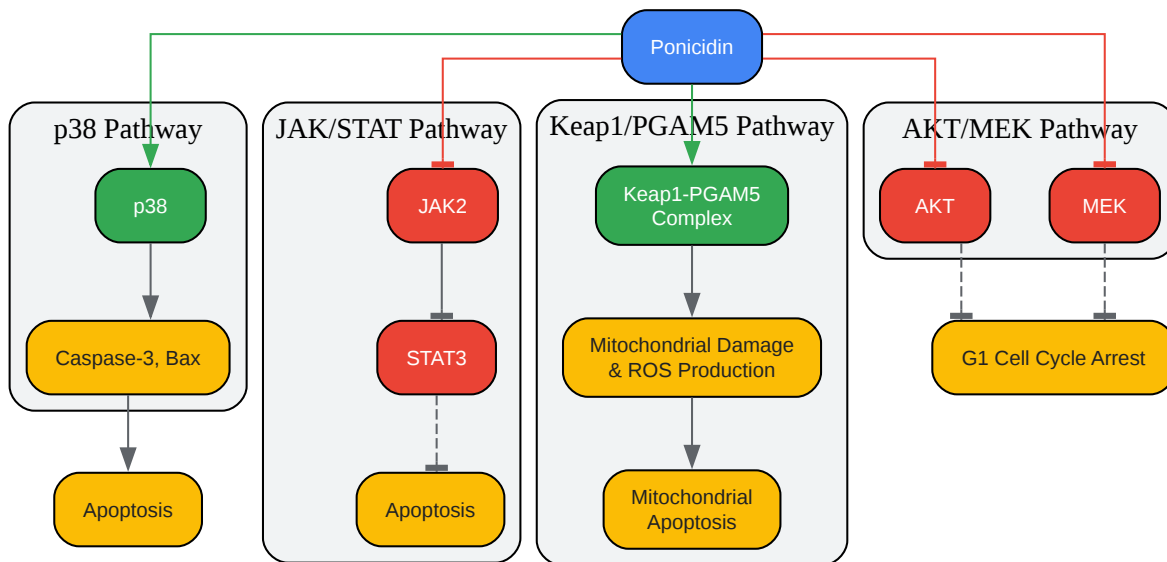 Ponicidin
p38 Pathway
JAK/STAT Pathway
Keap1/PGAM5 Pathway
AKT/MEK Pathway
p38
JAK2
Keap1-PGAM5
Complex
AKT
MEK
Caspase-3, Bax
STAT3
Mitochondrial Damage
& ROS Production
G1 Cell Cycle Arrest
Apoptosis
Apoptosis
Mitochondrial
Apoptosis